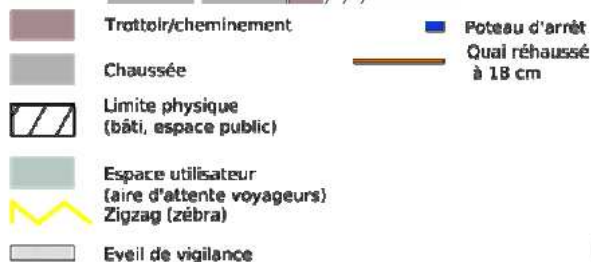 Trottoir/cheminement
Chaussée
Limite physique
(bâti, espace public)
Espace utilisateur
(aire d'attente voyageurs)
Zigzag (zébra)
Eveil de vigilance
Poteau d'arrêt
Quai réhaussé
à 18 cm